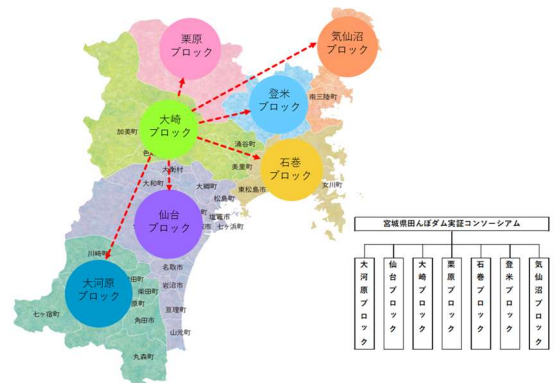 栗原
ブロック
気仙沼
ブロック
登米
ブロック
南三陸町
大崎
ブロック
加美町
涌谷町
美里町
石巻
ブロック
女川町
東松島市
大衡村
大和町
大郷町
松島町
塩竈市
七ヶ浜町
仙台
ブロック
川崎町
名取市
大河原
ブロック
岩沼市
柴田町
亘理町
七ヶ宿町
角田市
山元町
丸森町
宮城県田んぼダム実証コンソーシアム
大河原ブロック
仙台ブロック
大崎ブロック
栗原ブロック
石巻ブロック
登米ブロック
気仙沼ブロック